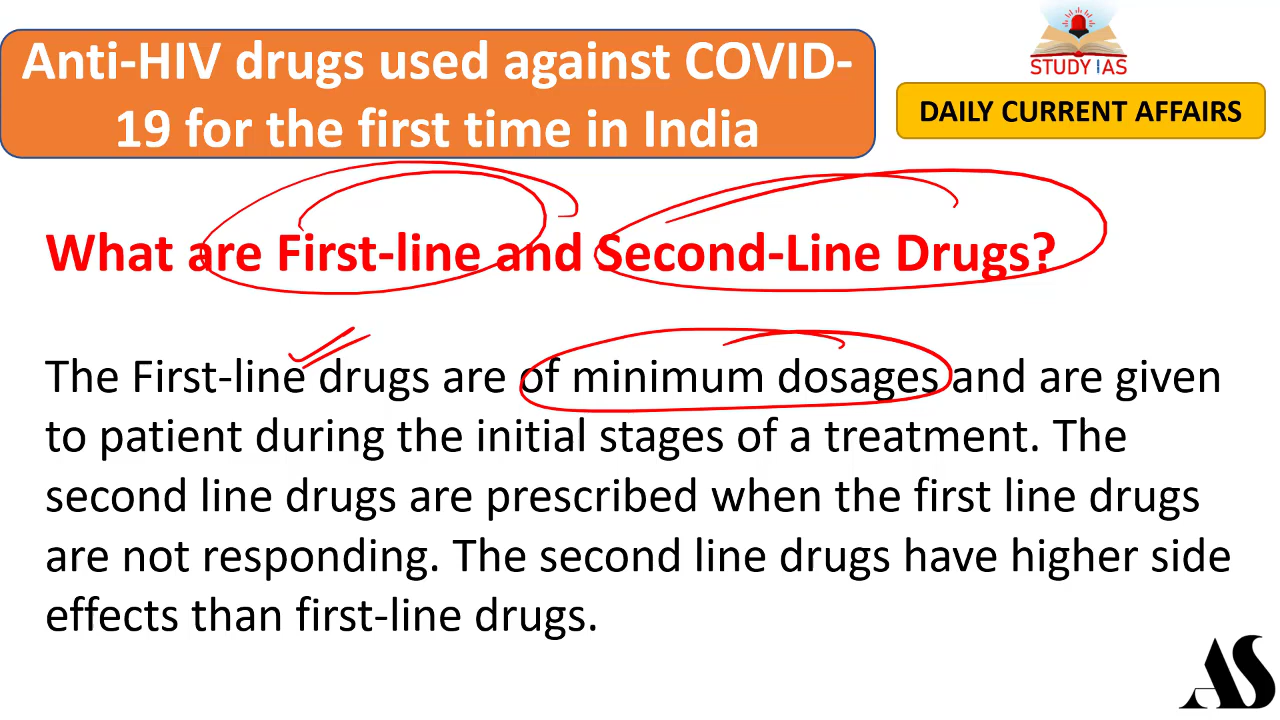 Anti-HIV drugs used against COVID-
19 for the first time in India
STUDY IAS
DAILY CURRENT AFFAIRS
What are First-line and Second-Line Drugs?
The First-line drugs are of minimum dosages and are given
to patient during the initial stages of a treatment. The
second line drugs are prescribed when the first line drugs
are not responding. The second line drugs have higher side
effects than first-line drugs.
AS